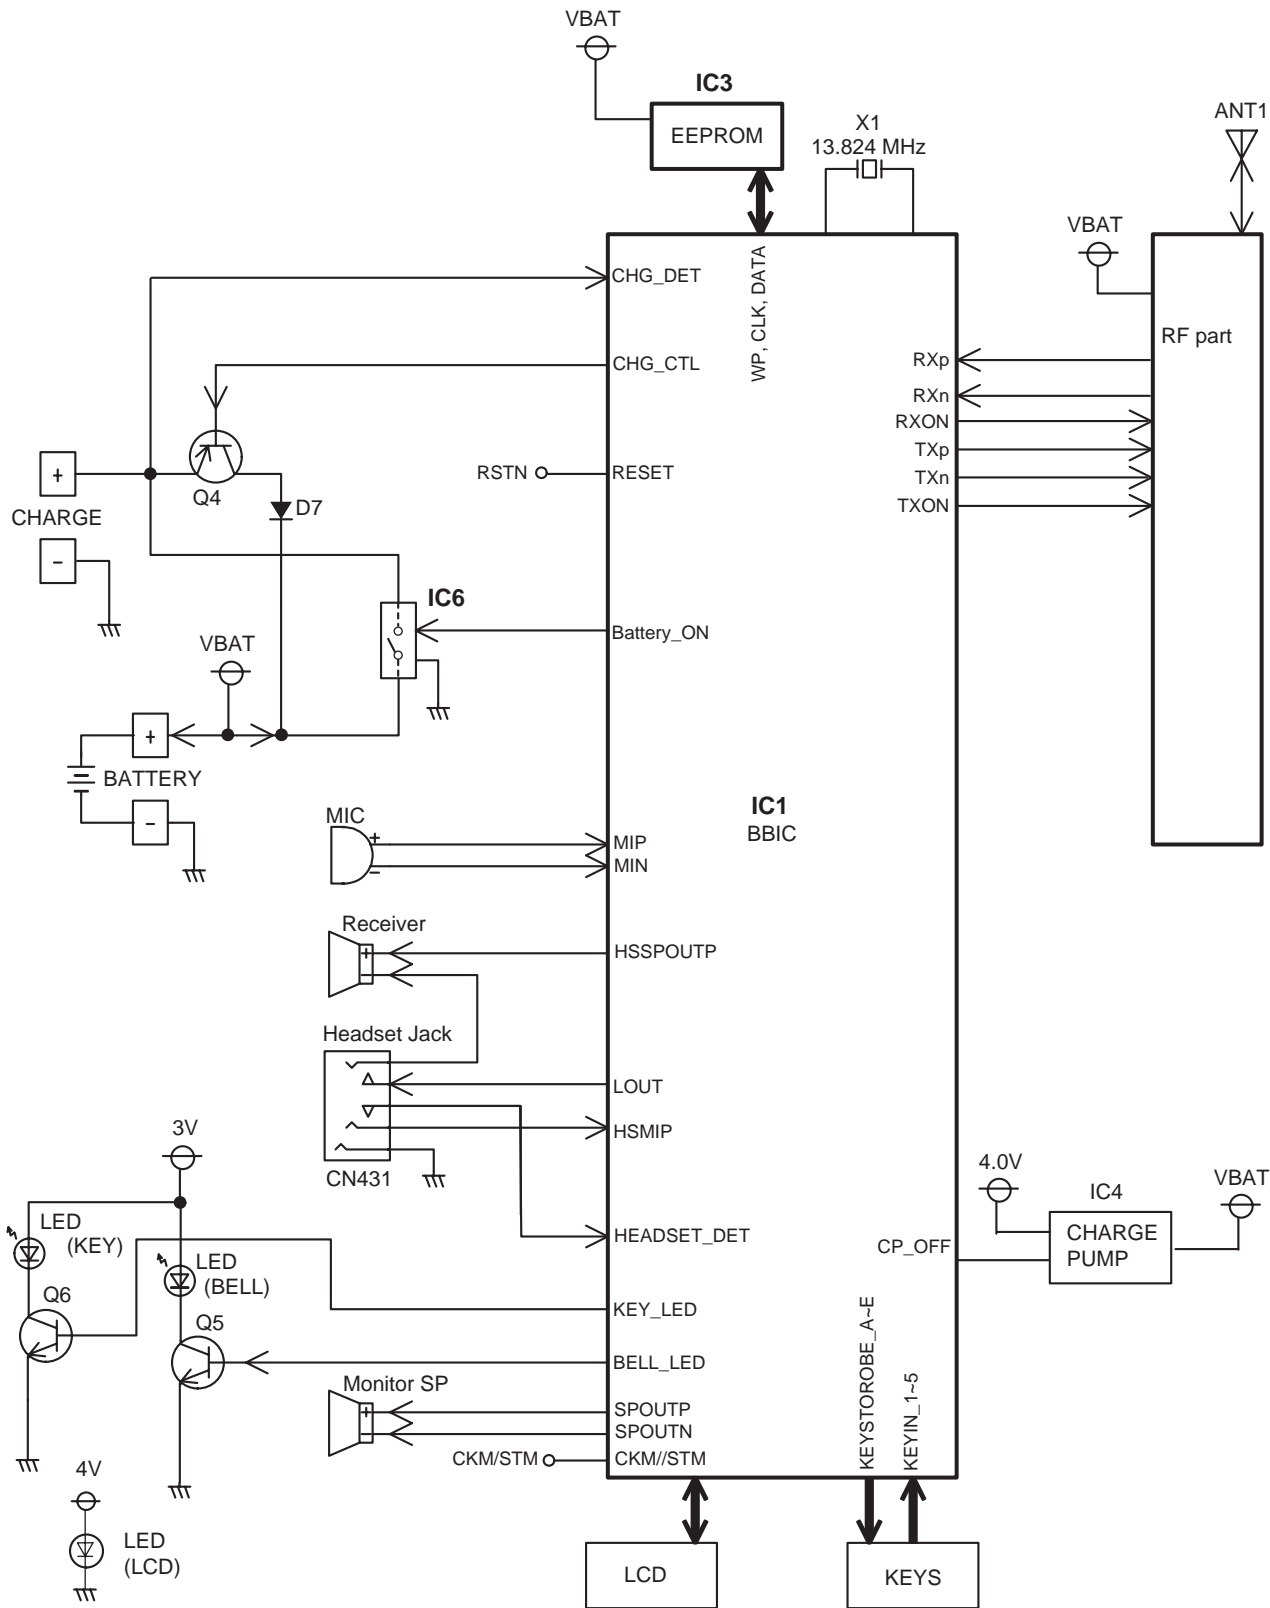 VBAT
IC3
EEPROM
X1
13.824 MHz
ANT1
VBAT
CHG_DET
WP, CLK, DATA
CHG_CTL
RF part
RXp
RXn
RXON
TXp
TXn
TXON
+
Q4
RSTN
RESET
CHARGE
D7
-
IC6
Battery_ON
VBAT
+
BATTERY
-
IC1
BBIC
MIC
+
-
MIP
MIN
Receiver
+
-
HSSPOUTP
Headset Jack
LOUT
HSMIP
CN431
3V
LED
(KEY)
HEADSET_DET
4.0V
IC4
VBAT
CP_OFF
CHARGE
PUMP
LED
(BELL)
Q6
Q5
KEY_LED
BELL_LED
KEYSTOROBE_A~E
KEYIN_1~5
Monitor SP
+
-
SPOUTP
SPOUTN
CKM/STM
CKM//STM
4V
LED
(LCD)
LCD
KEYS